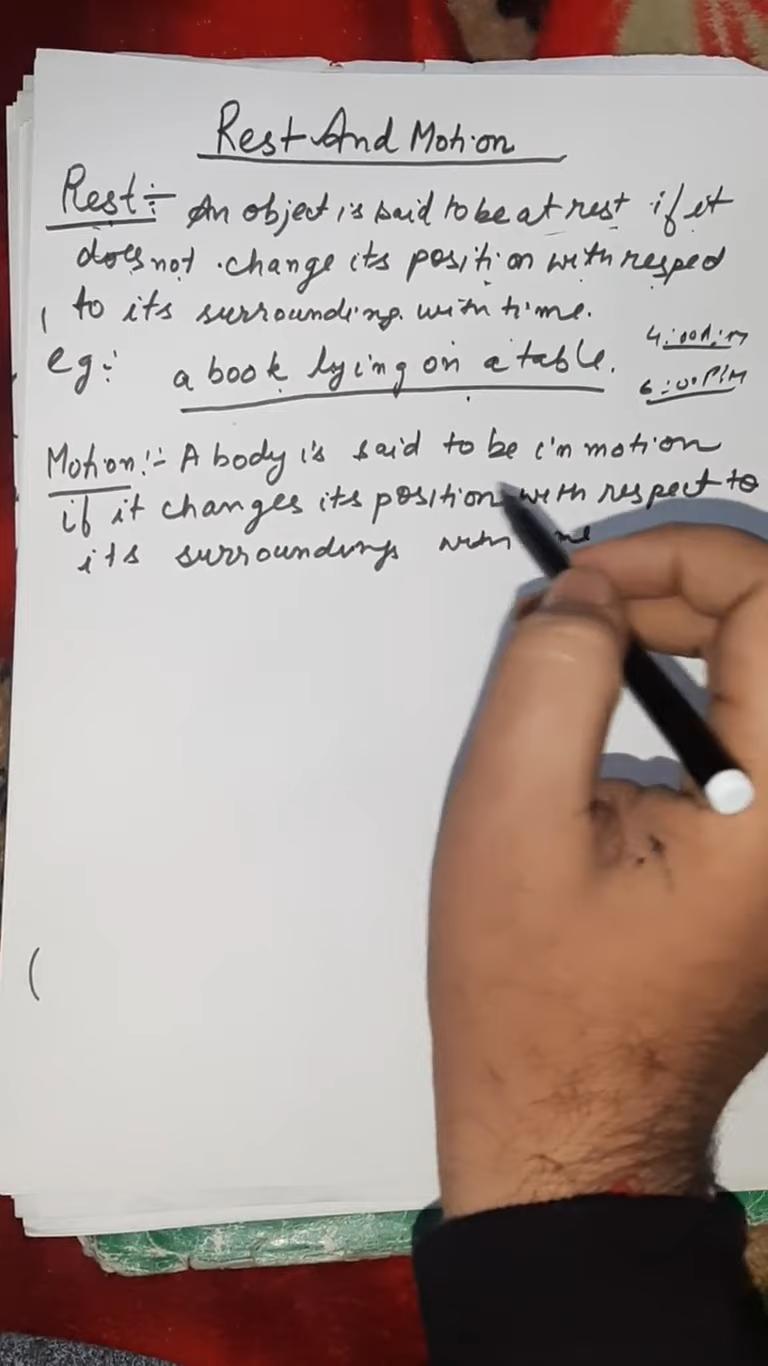 Rest And Motion
Rest :- An object is said to be at rest if it
does not change its position with respect
to its surrounding. with time.
eg: a book lying on a table.
4:00 P.M
6:00 P/M
Motion :- A body is said to be in motion
if it changes its position with respect to
its surroundings with